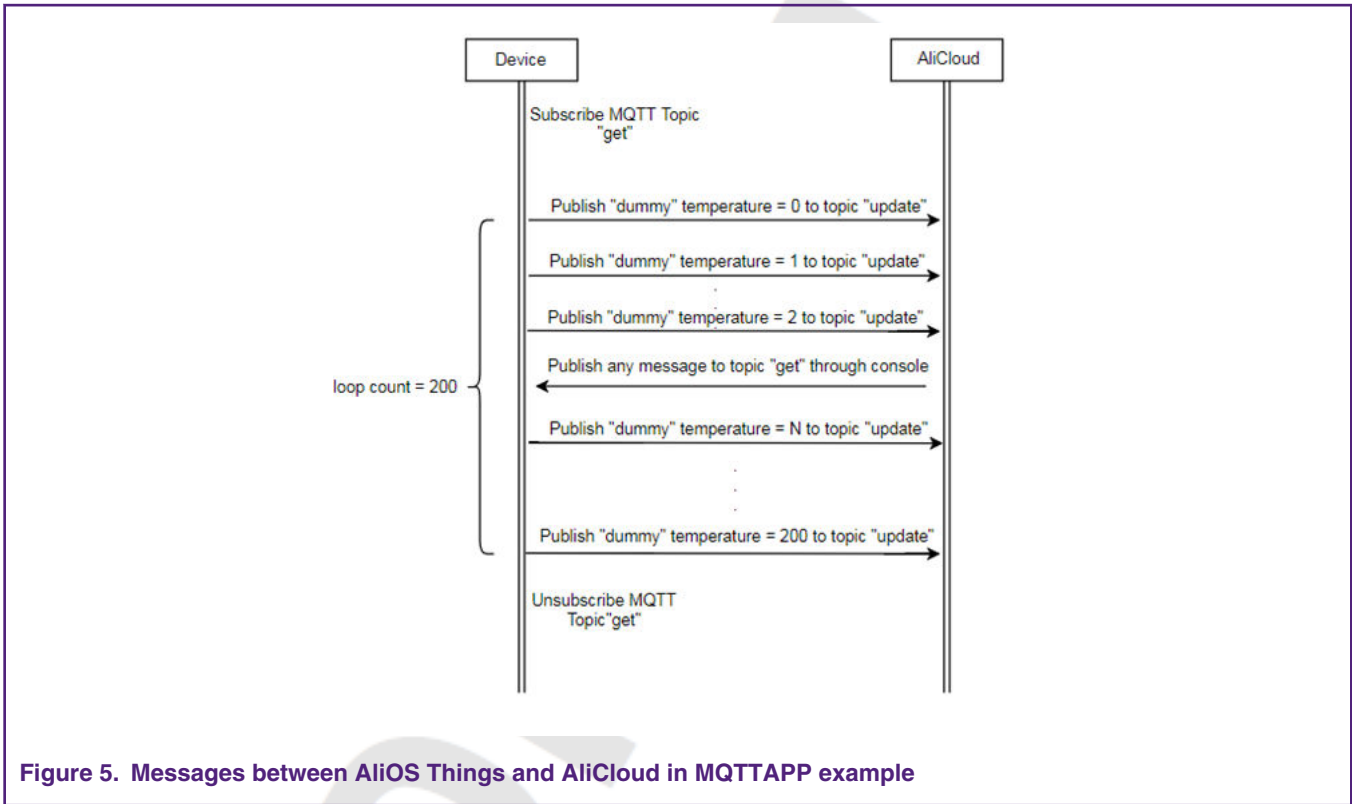 Device
AliCloud
Subscribe MQTT Topic
"get"
Publish "dummy" temperature = 0 to topic "update"
Publish "dummy" temperature = 1 to topic "update"
Publish "dummy" temperature = 2 to topic "update"
Publish any message to topic "get" through console
loop count = 200
Publish "dummy" temperature = N to topic "update"
Publish "dummy" temperature = 200 to topic "update"
Unsubscribe MQTT
Topic"get"
Figure 5. Messages between AliOS Things and AliCloud in MQTTAPP example